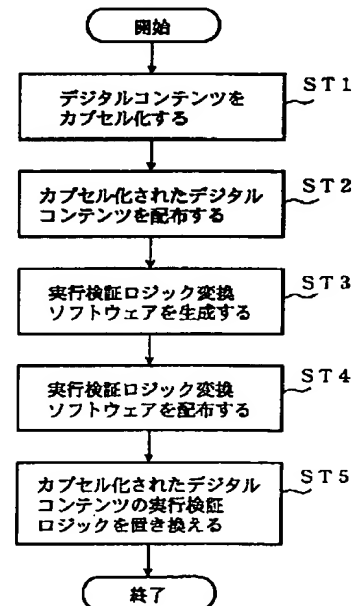 開始
デジタルコンテンツを
カプセル化する
ST1
カプセル化されたデジタル
コンテンツを配布する
ST2
実行検証ロジック変換
ソフトウェアを生成する
ST3
実行検証ロジック変換
ソフトウェアを配布する
ST4
カプセル化されたデジタル
コンテンツの実行検証
ロジックを置き換える
ST5
終了